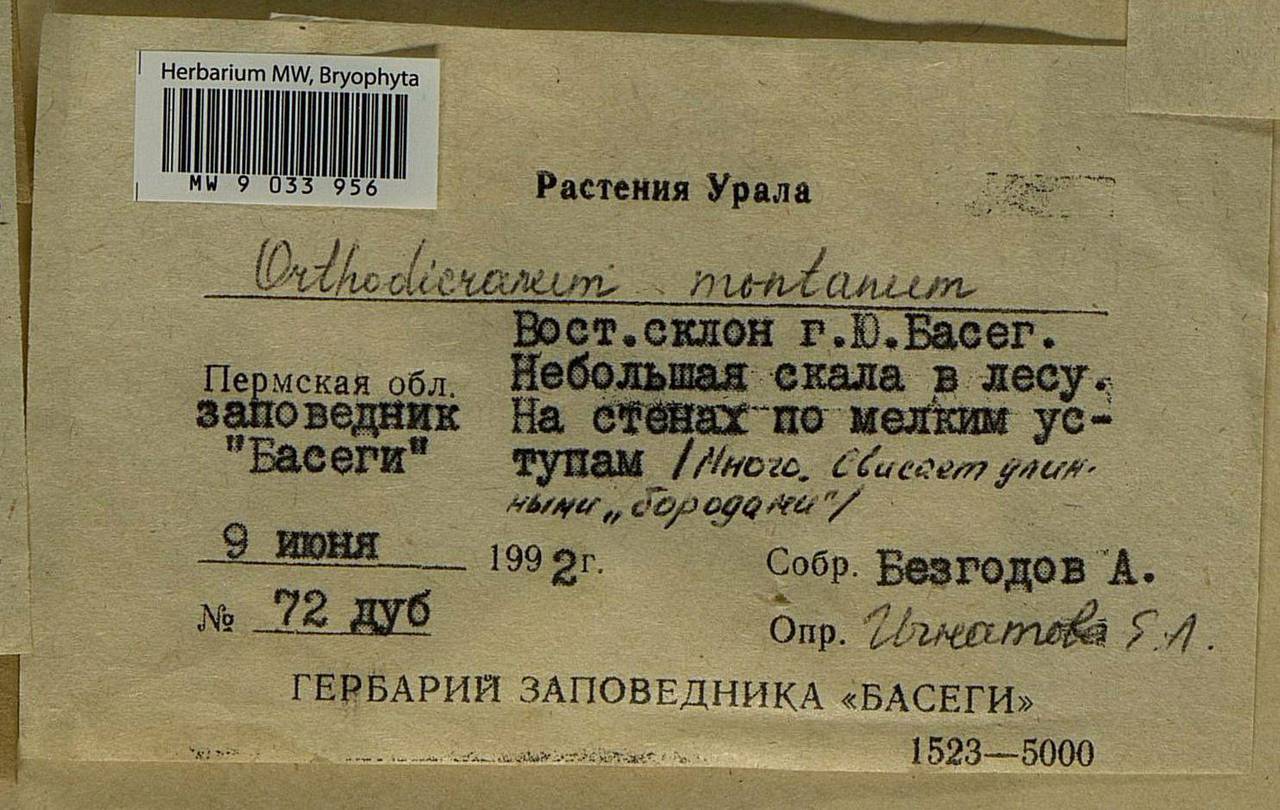 Herbarium MW, Bryophyta
MW 9 033 956
Растения Урала
Orthodicranum montanum
Пермская обл.
заповедник
"Басеги"
Вост.склон г.Ю.Басег.
Небольшая скала в лесу.
На стенах по мелким ус-
тупам /Много. Свисает длин-
ными „бородами"/
9 июня 1992г.
№ 72 дуб
Собр. Безгодов А.
Опр. Игнатова Е.А.
ГЕРБАРИЙ ЗАПОВЕДНИКА «БАСЕГИ»
1523—5000